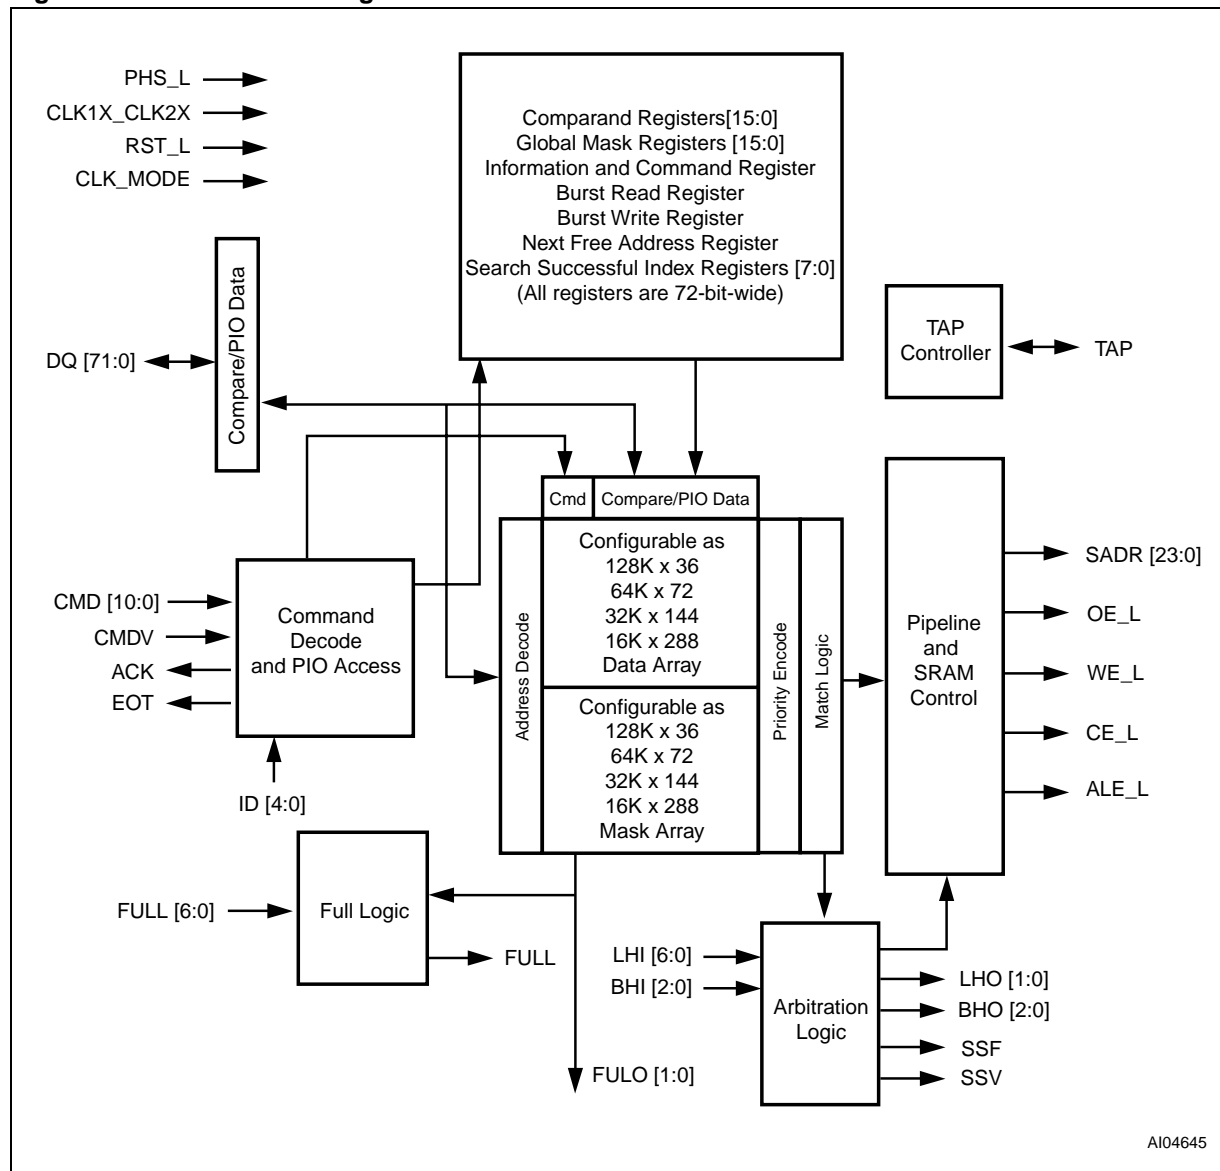 PHS_L
CLK1X_CLK2X
RST_L
CLK_MODE
Comparand Registers[15:0]
Global Mask Registers [15:0]
Information and Command Register
Burst Read Register
Burst Write Register
Next Free Address Register
Search Successful Index Registers [7:0]
(All registers are 72-bit-wide)
DQ [71:0]
Compare/PIO Data
TAP
Controller
TAP
Cmd
Compare/PIO Data
CMD [10:0]
CMDV
ACK
EOT
Command
Decode
and PIO Access
ID [4:0]
Address Decode
Configurable as
128K x 36
64K x 72
32K x 144
16K x 288
Data Array
Configurable as
128K x 36
64K x 72
32K x 144
16K x 288
Mask Array
Priority Encode
Match Logic
Pipeline
and
SRAM
Control
SADR [23:0]
OE_L
WE_L
CE_L
ALE_L
FULL [6:0]
Full Logic
FULL
FULO [1:0]
LHI [6:0]
BHI [2:0]
Arbitration
Logic
LHO [1:0]
BHO [2:0]
SSF
SSV
AI04645